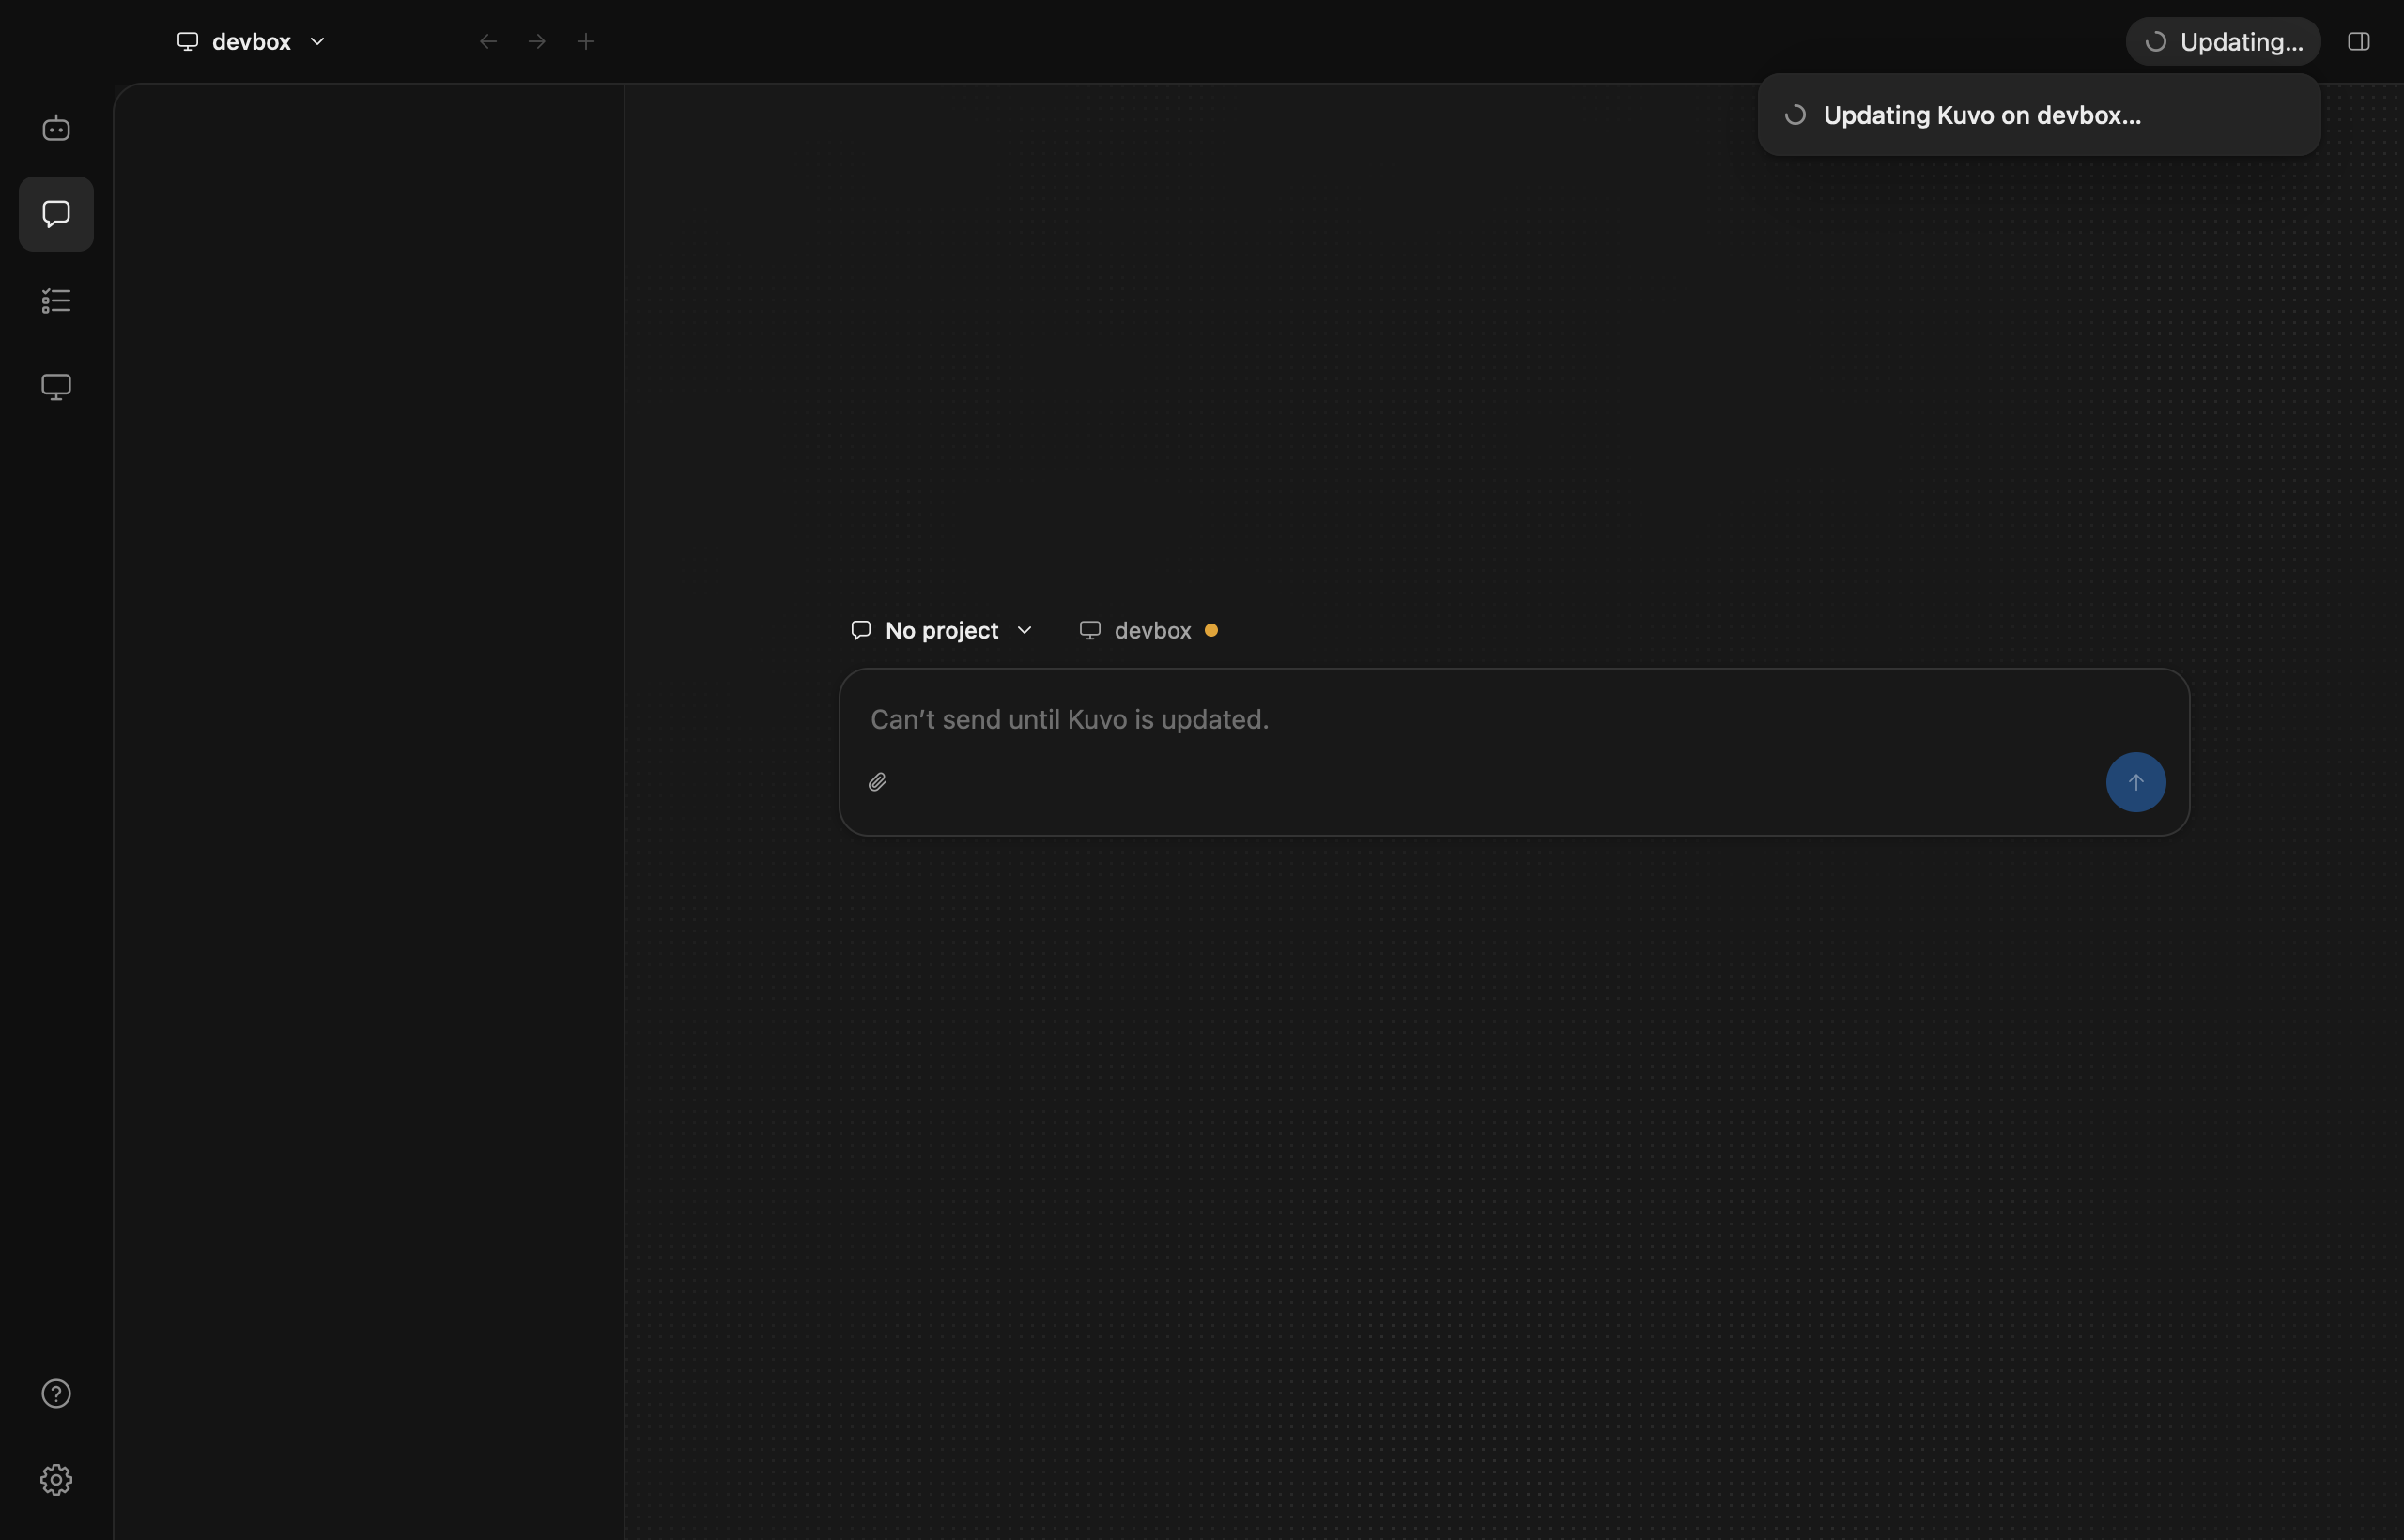 devbox
Updating...
Updating Kuvo on devbox...
No project
devbox
Can’t send until Kuvo is updated.